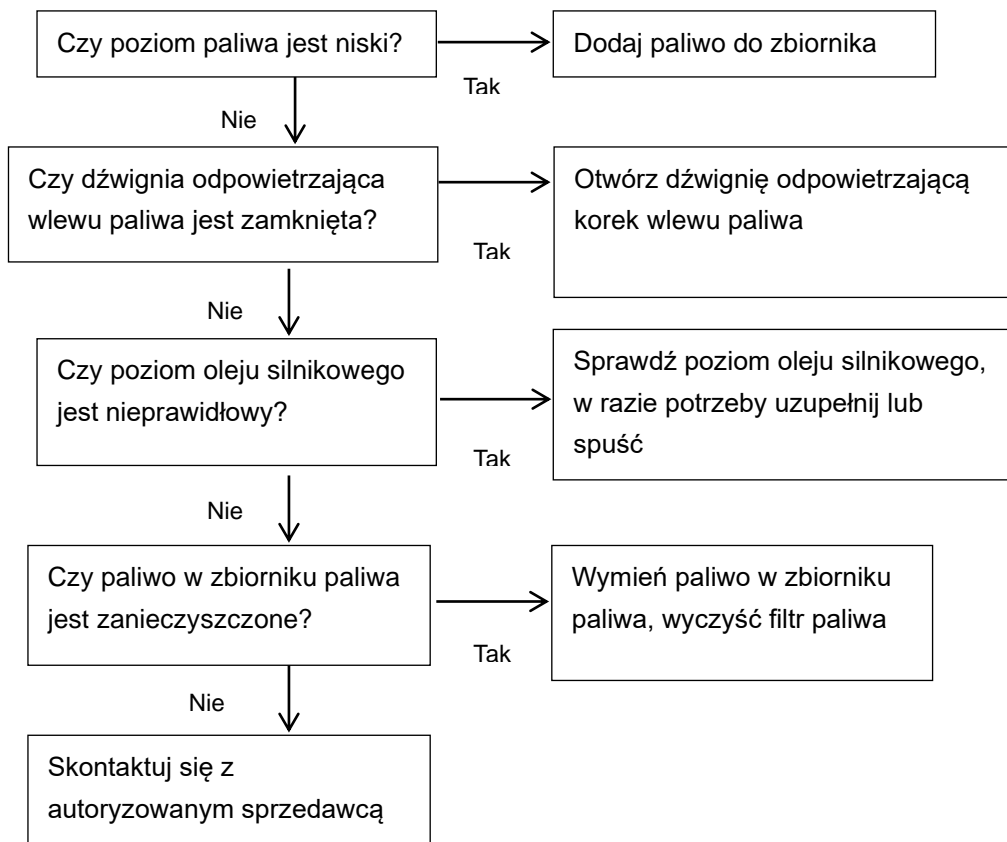 Czy poziom paliwa jest niski?
Tak
Dodaj paliwo do zbiornika
Nie
Czy dźwignia odpowietrzająca
wlewu paliwa jest zamknięta?
Tak
Otwórz dźwignię odpowietrzającą
korek wlewu paliwa
Nie
Czy poziom oleju silnikowego
jest nieprawidłowy?
Tak
Sprawdź poziom oleju silnikowego,
w razie potrzeby uzupełnij lub
spuść
Nie
Czy paliwo w zbiorniku paliwa
jest zanieczyszczone?
Tak
Wymień paliwo w zbiorniku
paliwa, wyczyść filtr paliwa
Nie
Skontaktuj się z
autoryzowanym sprzedawcą